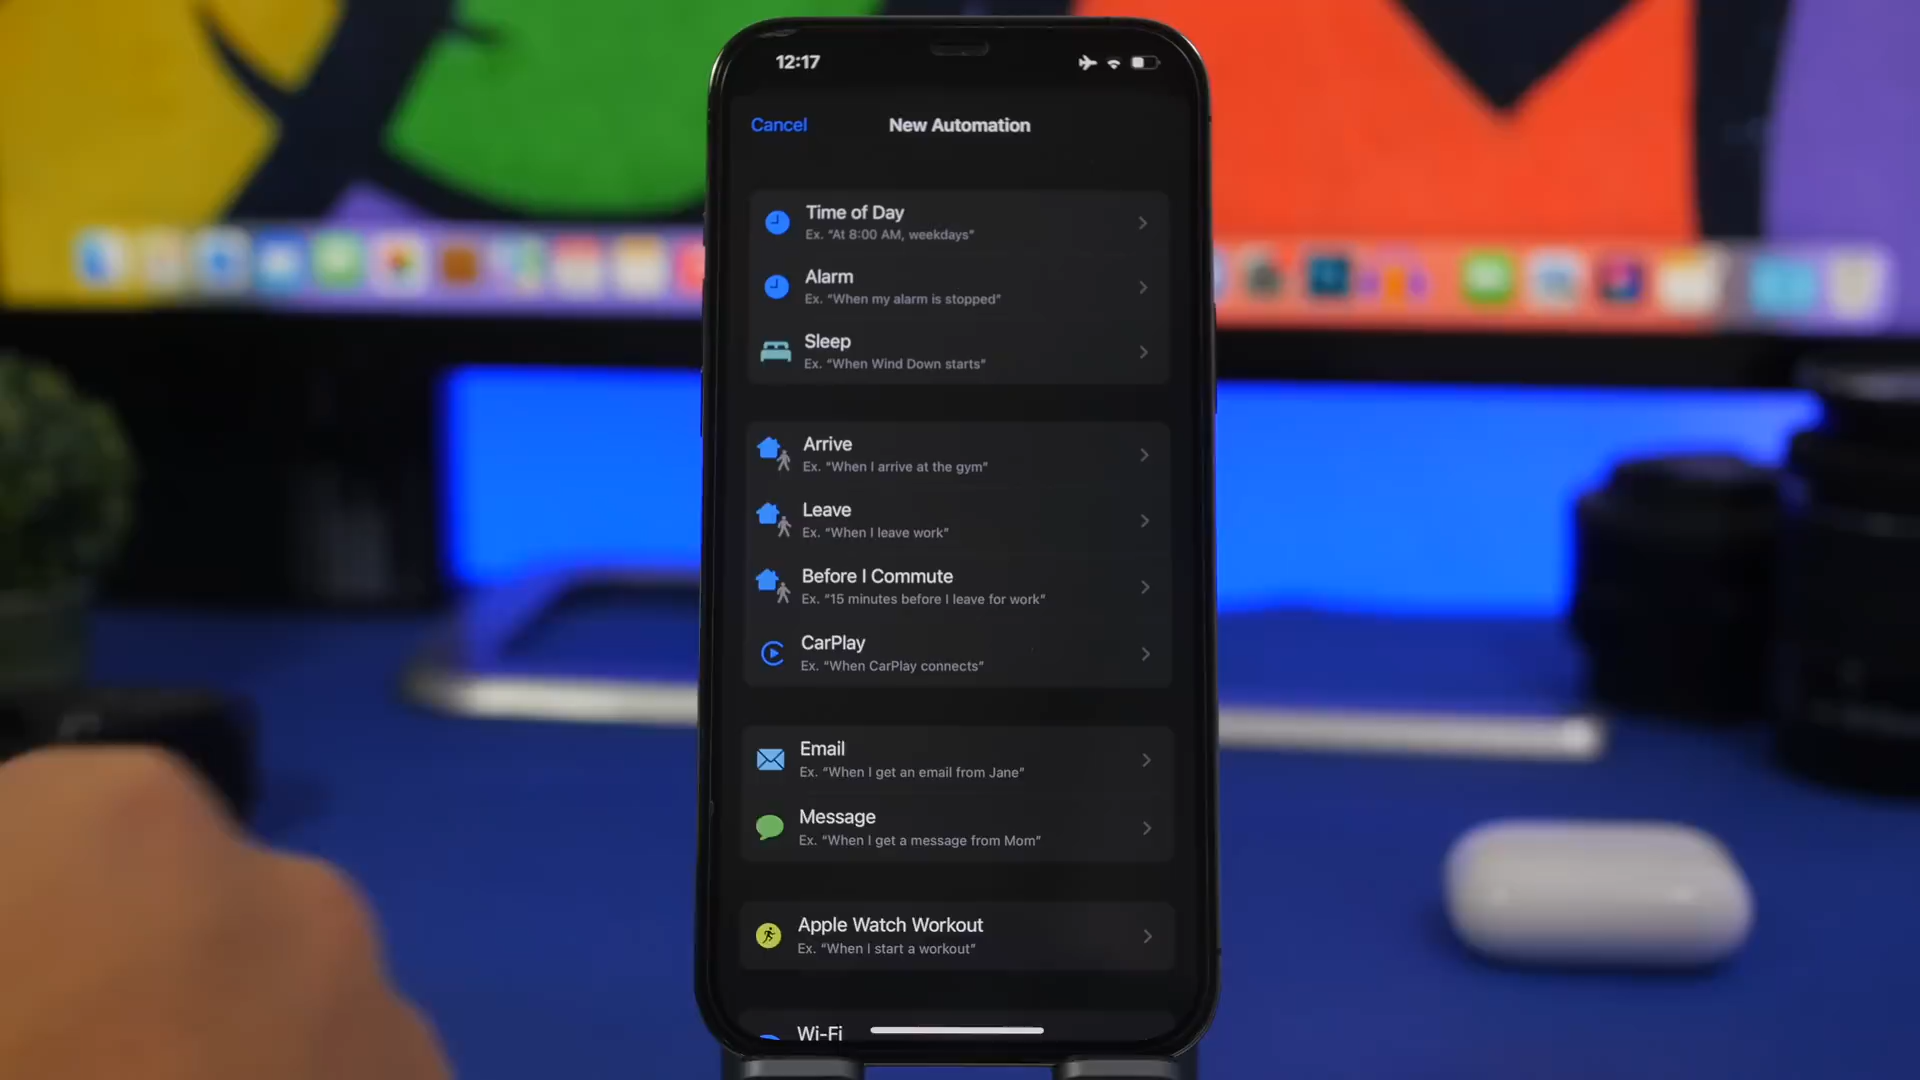 12:17
Cancel
New Automation
Time of Day
Ex. “At 8:00 AM, weekdays”
Alarm
Ex. “When my alarm is stopped”
Sleep
Ex. “When Wind Down starts”
Arrive
Ex. “When I arrive at the gym”
Leave
Ex. “When I leave work”
Before I Commute
Ex. “15 minutes before I leave for work”
CarPlay
Ex. “When CarPlay connects”
Email
Ex. “When I get an email from Jane”
Message
Ex. “When I get a message from Mom”
Apple Watch Workout
Ex. “When I start a workout”
Wi-Fi